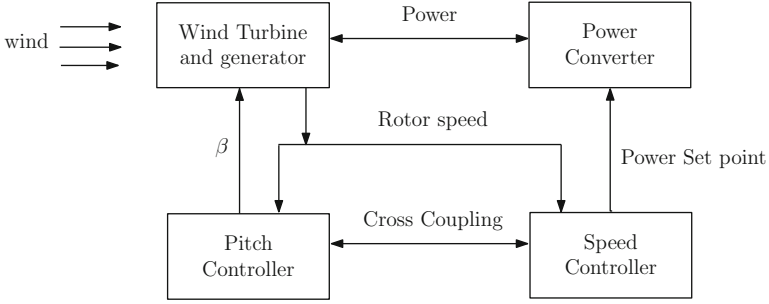 Power
wind
Wind Turbine
and generator
Power
Converter
Rotor speed
β
Power Set point
Cross Coupling
Pitch
Controller
Speed
Controller